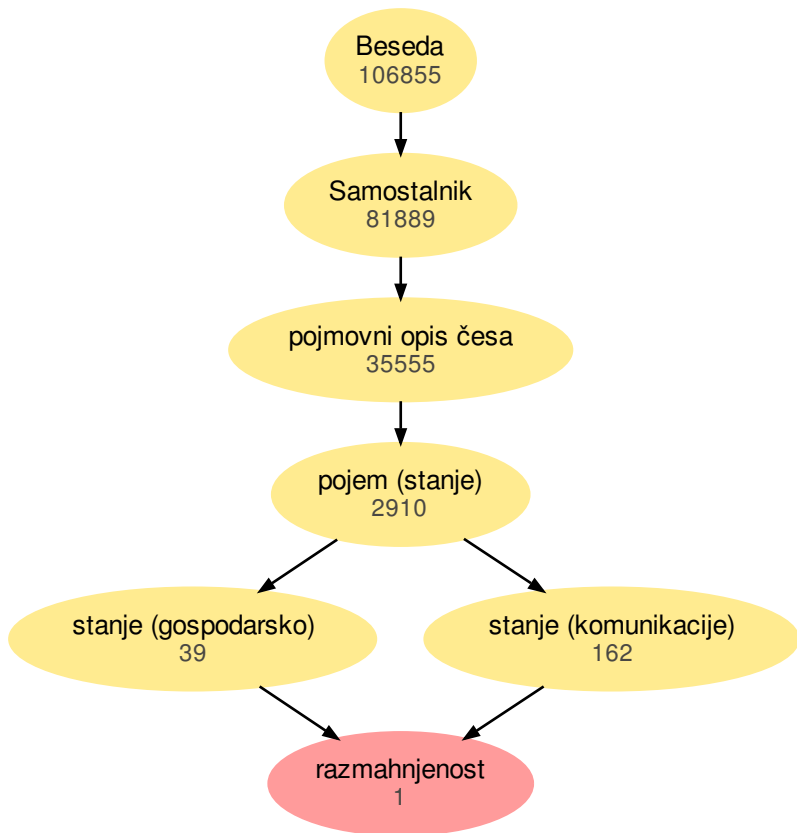 Beseda
106855
Samostalnik
81889
pojmovni opis česa
35555
pojem (stanje)
2910
stanje (gospodarsko)
39
stanje (komunikacije)
162
razmahnjenost
1